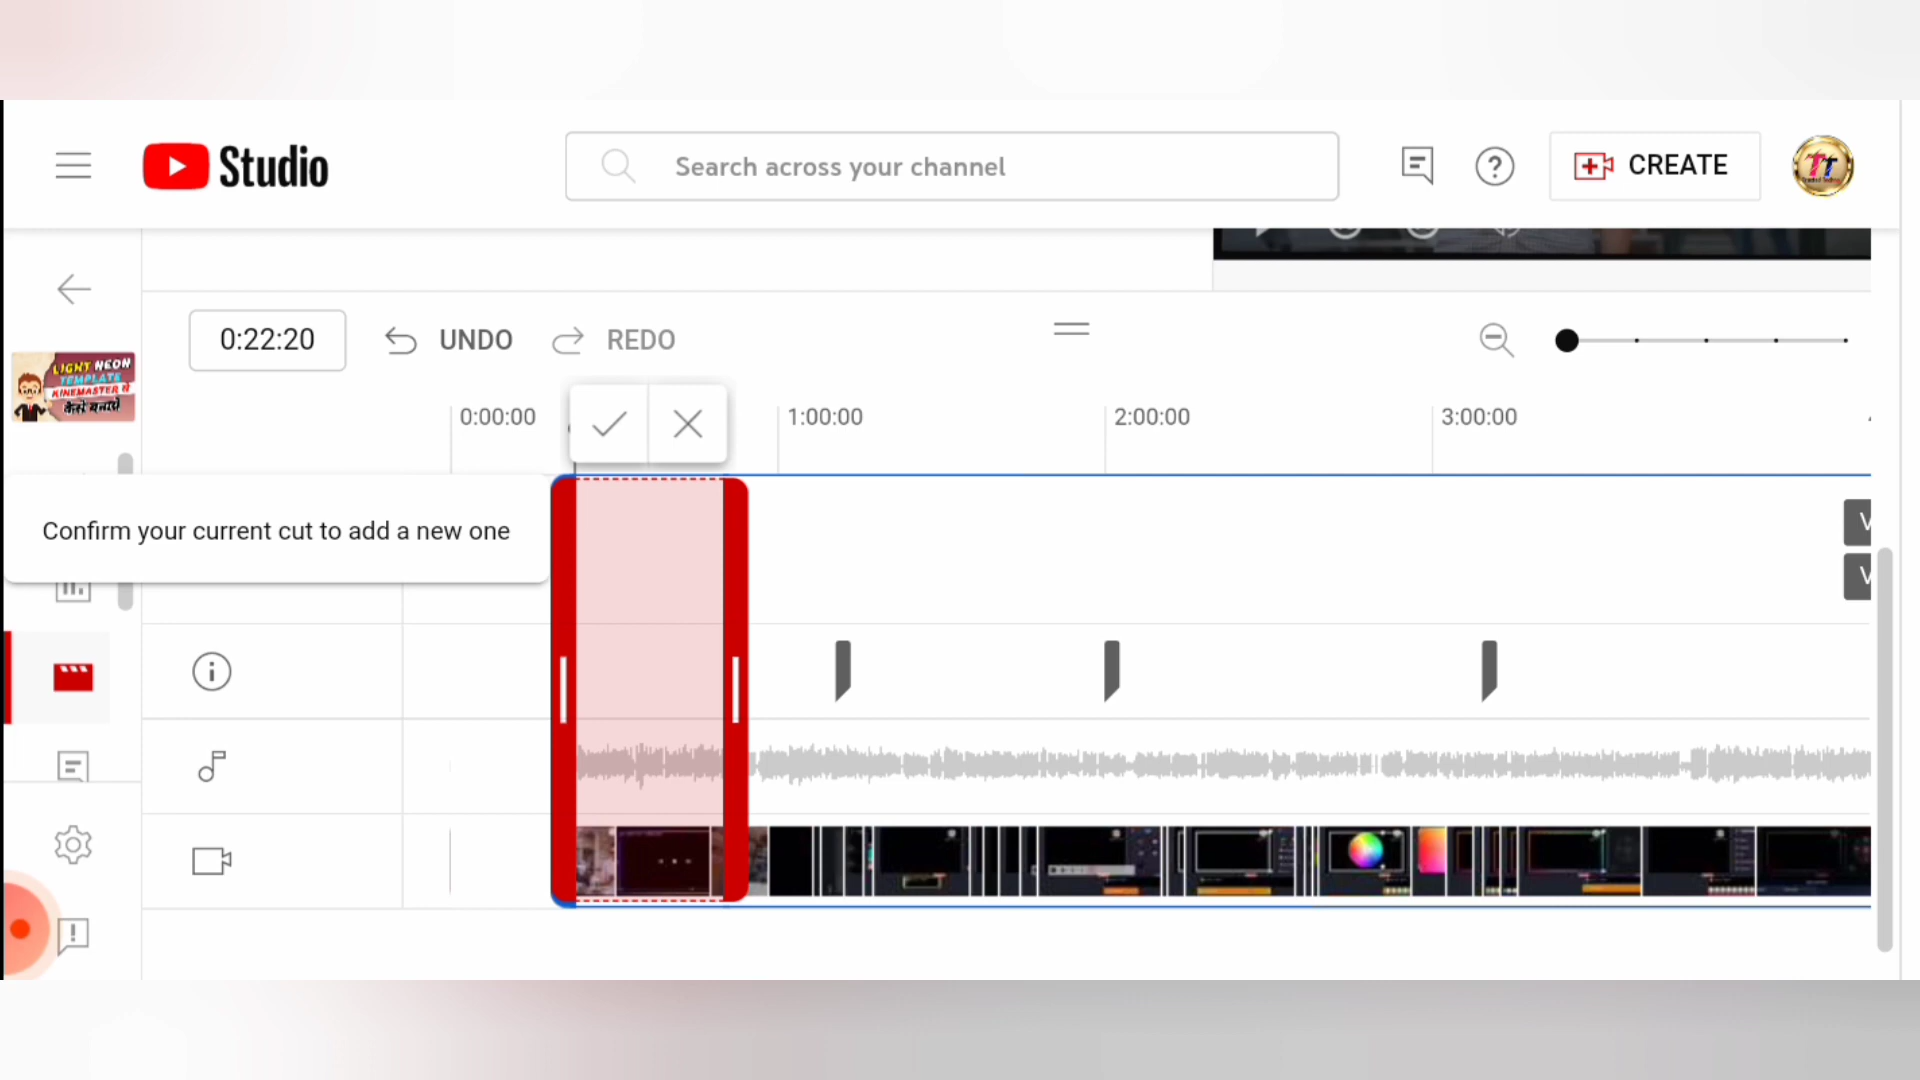 Studio
Search across your channel
CREATE
TT
0:22:20
UNDO
REDO
LIGHT NEON
TEMPLATE
KINEMASTER से
कैसे बनाये
0:00:00
1:00:00
2:00:00
3:00:00
Confirm your current cut to add a new one